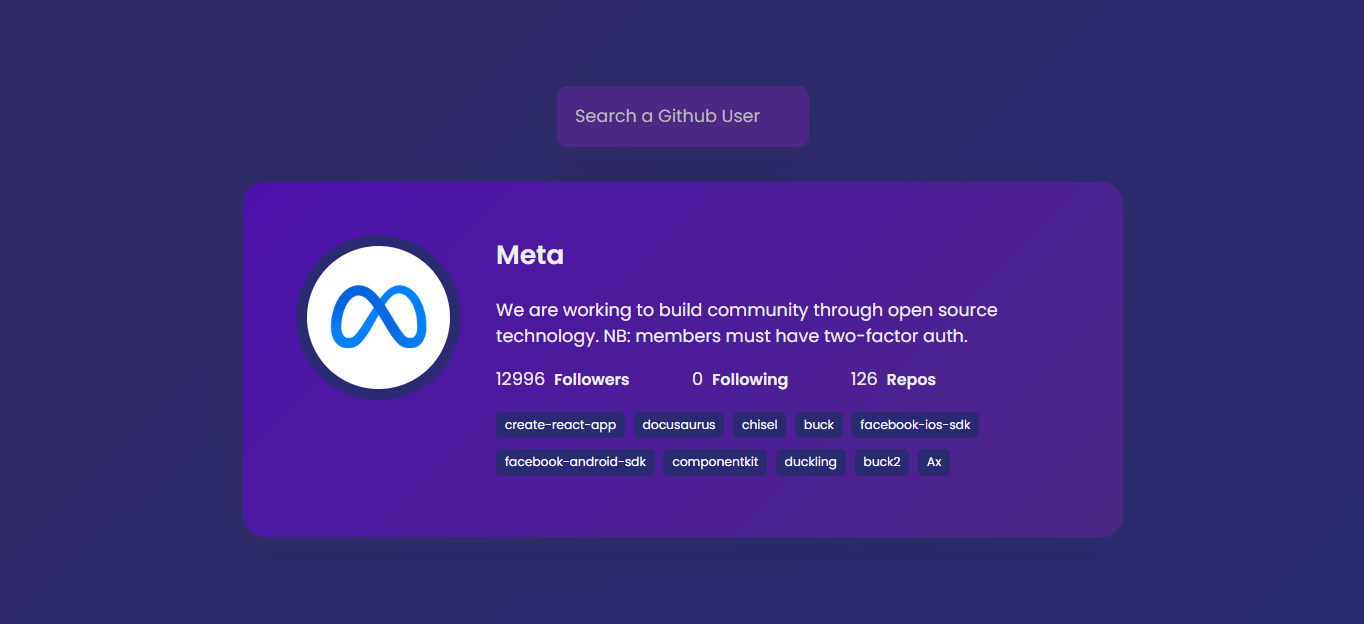 Search a Github User
Meta
We are working to build community through open source
technology. NB: members must have two-factor auth.
12996 Followers 0 Following 126 Repos
create-react-app docusaurus chisel buck facebook-ios-sdk
facebook-android-sdk componentkit duckling buck2 Ax